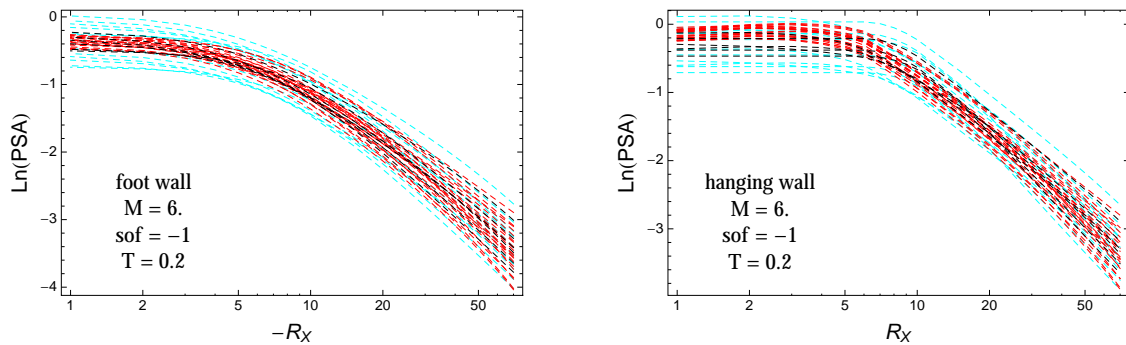 0
−1
−2
−3
−4
Ln(PSA)
foot wall
M = 6.
sof = −1
T = 0.2
1
2
5
10
20
50
−R_X
0
−1
−2
−3
Ln(PSA)
hanging wall
M = 6.
sof = −1
T = 0.2
1
2
5
10
20
50
R_X